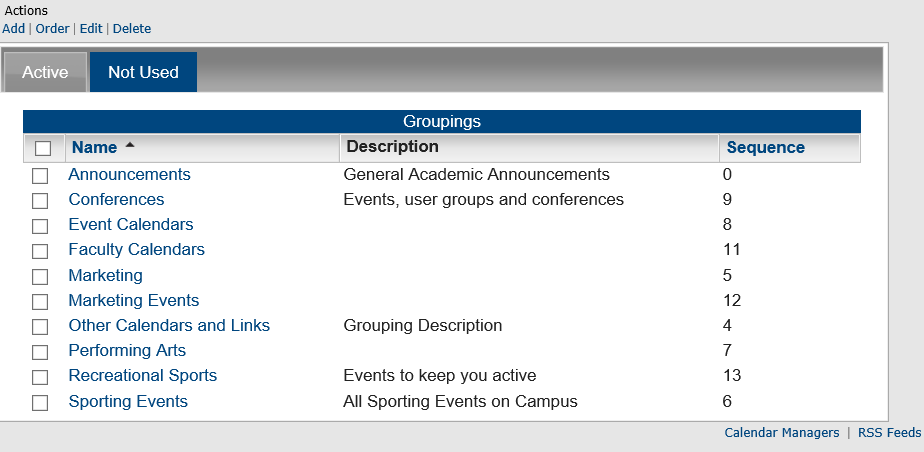 Actions
Add | Order | Edit | Delete
Active Not Used
Groupings
Name Description Sequence
Announcements General Academic Announcements 0
Conferences Events, user groups and conferences 9
Event Calendars 8
Faculty Calendars 11
Marketing 5
Marketing Events 12
Other Calendars and Links Grouping Description 4
Performing Arts 7
Recreational Sports Events to keep you active 13
Sporting Events All Sporting Events on Campus 6
Calendar Managers | RSS Feeds